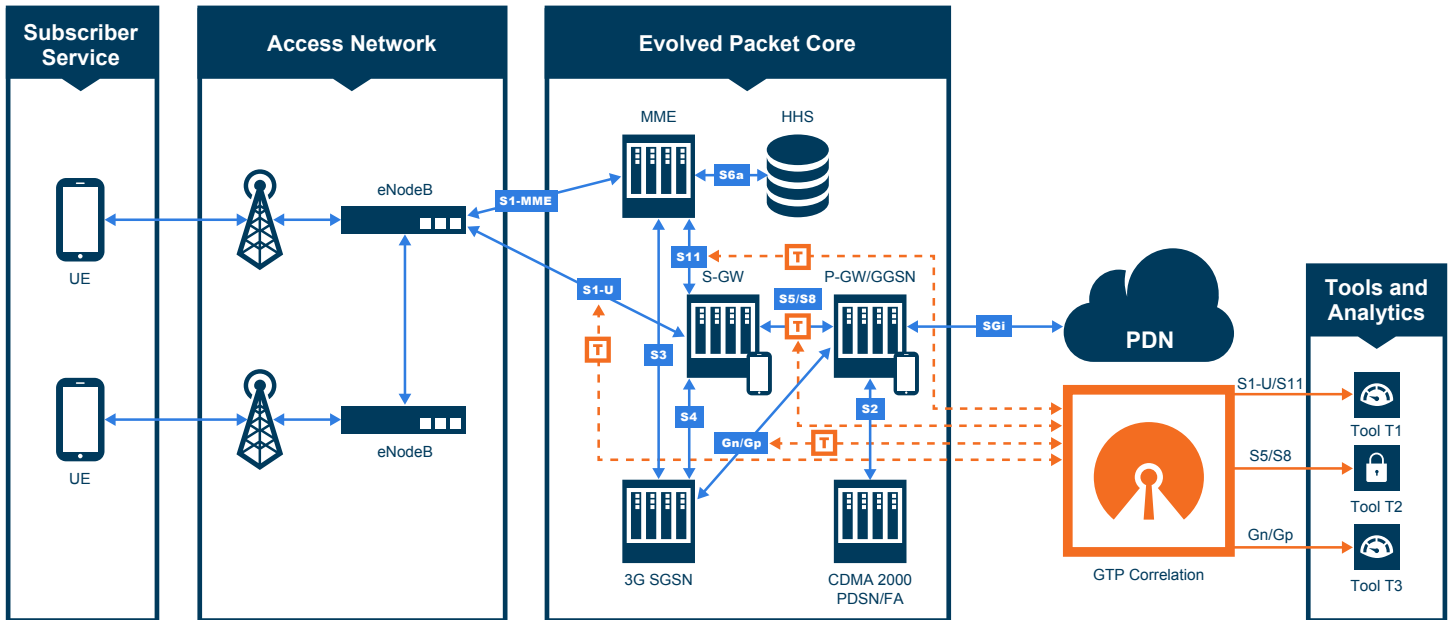 Subscriber
Service
Access Network
Evolved Packet Core
Tools and
Analytics
MME
HHS
S6a
eNodeB
S1-MME
UE
S11
T
S-GW
P-GW/GGSN
S1-U
S5/S8
T
SGi
PDN
T
S3
S1-U/S11
S4
S2
Tool T1
Gn/Gp
T
eNodeB
S5/S8
UE
Tool T2
Gn/Gp
3G SGSN
CDMA 2000
PDSN/FA
GTP Correlation
Tool T3